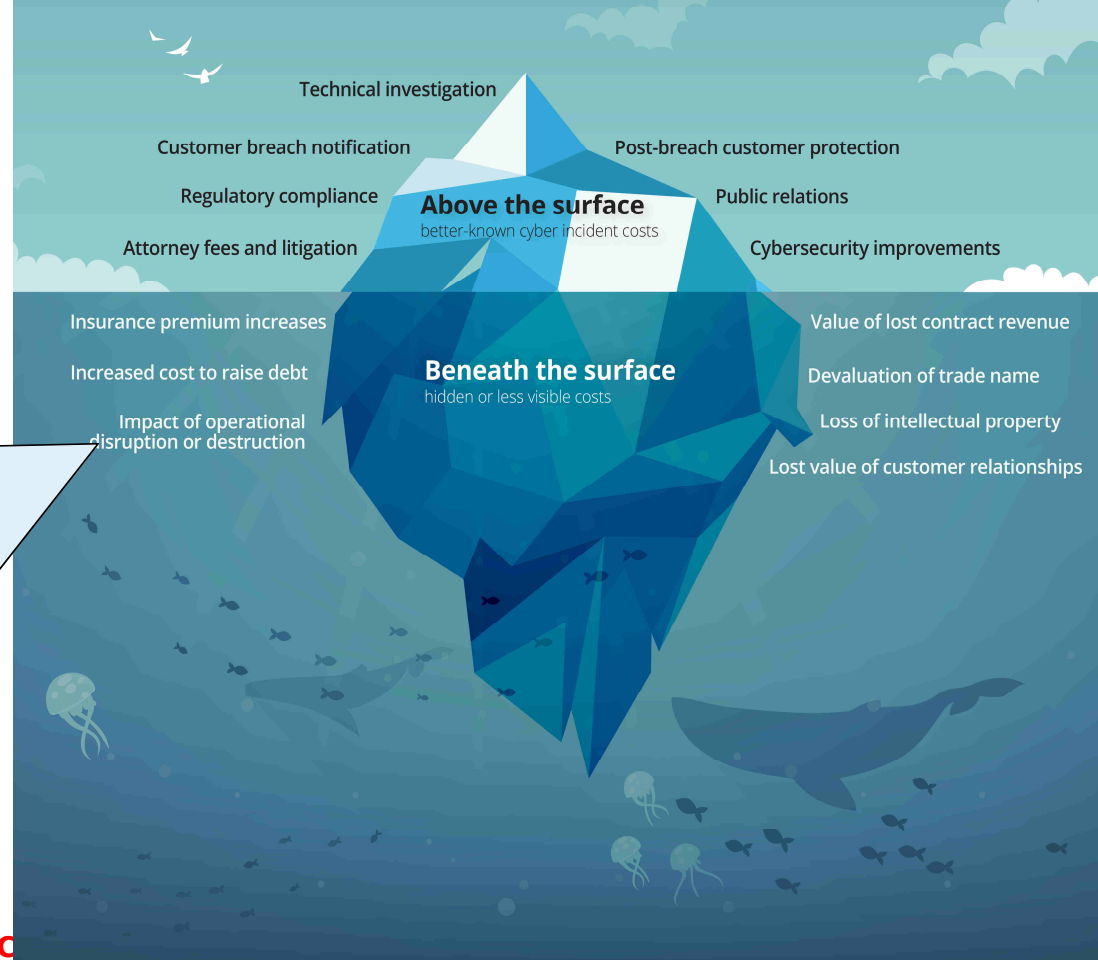 Technical investigation
Customer breach notification
Post-breach customer protection
Regulatory compliance
Public relations
Above the surface
better-known cyber incident costs
Attorney fees and litigation
Cybersecurity improvements
Insurance premium increases
Value of lost contract revenue
Increased cost to raise debt
Beneath the surface
hidden or less visible costs
Devaluation of trade name
Impact of operational
disruption or destruction
Loss of intellectual property
Lost value of customer relationships